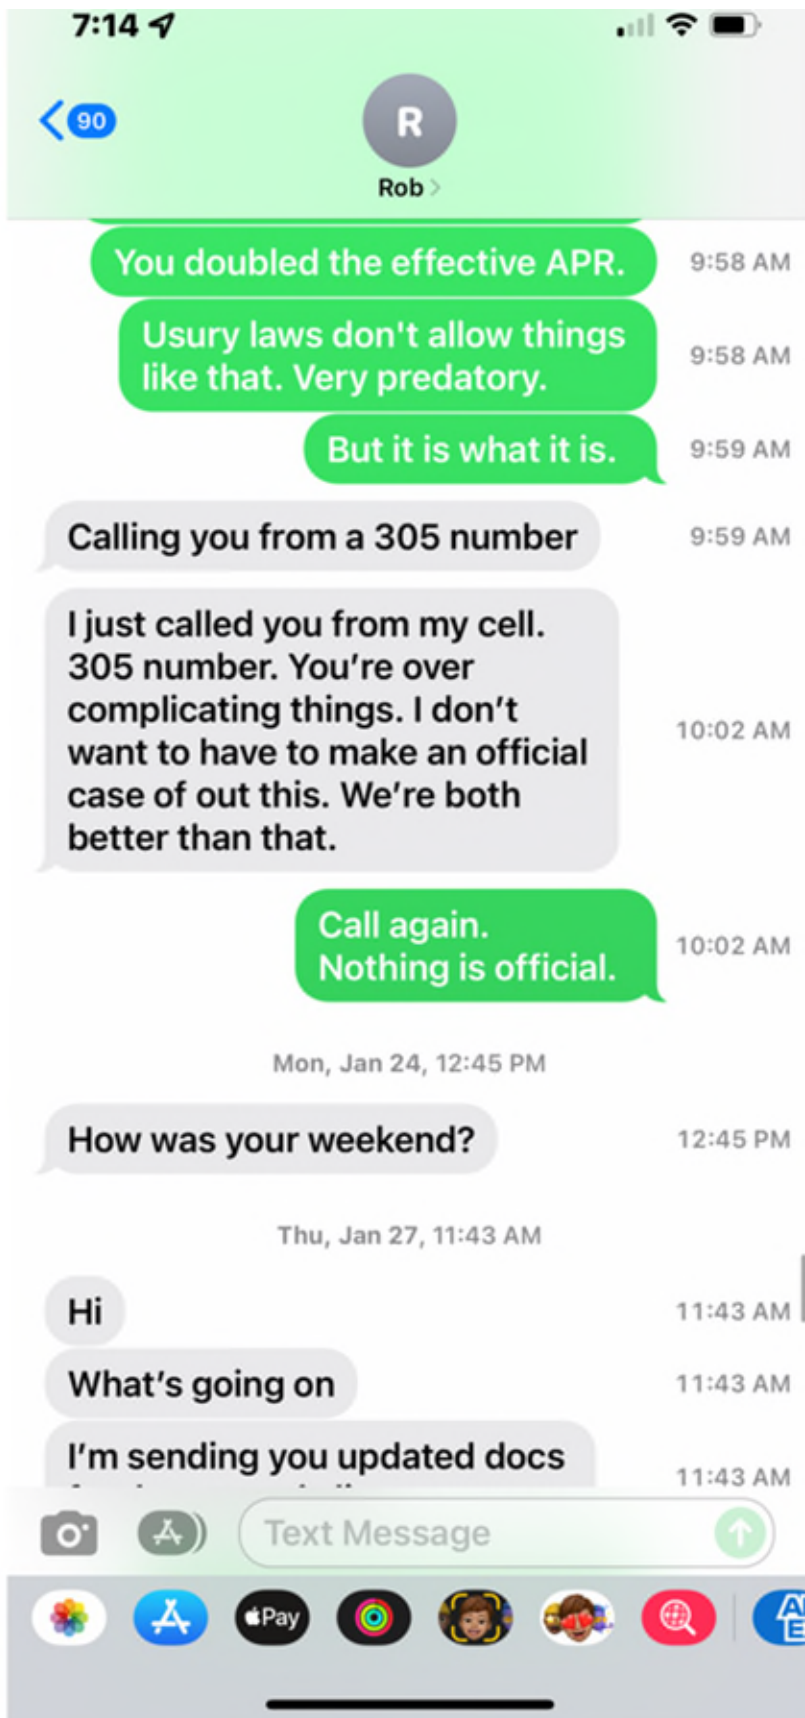 7:14
90
R
Rob
You doubled the effective APR.
9:58 AM
Usury laws don't allow things
like that. Very predatory.
9:58 AM
But it is what it is.
9:59 AM
Calling you from a 305 number
9:59 AM
I just called you from my cell.
305 number. You're over
complicating things. I don't
want to have to make an official
case of out this. We're both
better than that.
10:02 AM
Call again.
Nothing is official.
10:02 AM
Mon, Jan 24, 12:45 PM
How was your weekend?
12:45 PM
Thu, Jan 27, 11:43 AM
Hi
11:43 AM
What's going on
11:43 AM
I'm sending you updated docs
11:43 AM
Text Message
Pay